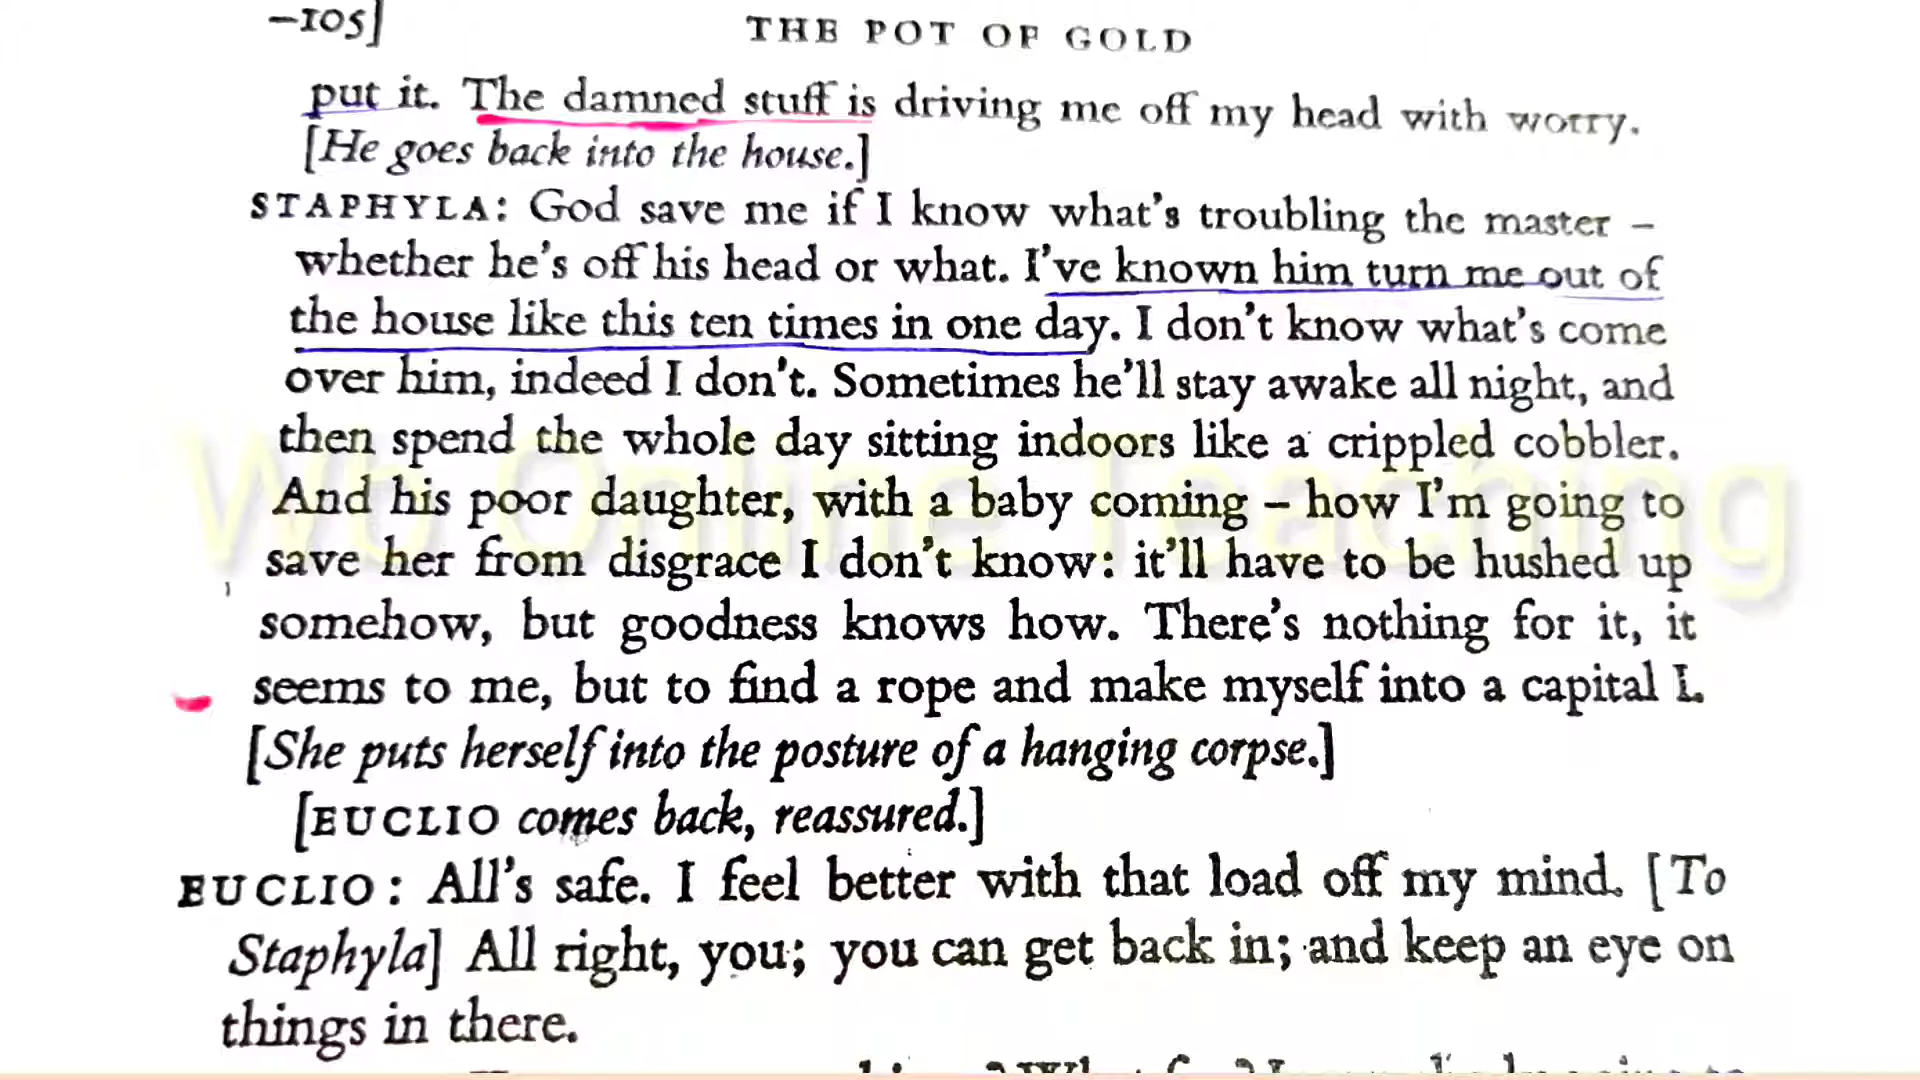 –105]
THE POT OF GOLD
put it. The damned stuff is driving me off my head with worry.
[He goes back into the house.]
STAPHYLA: God save me if I know what's troubling the master –
whether he's off his head or what. I've known him turn me out of
the house like this ten times in one day. I don't know what's come
over him, indeed I don't. Sometimes he'll stay awake all night, and
then spend the whole day sitting indoors like a crippled cobbler.
And his poor daughter, with a baby coming – how I'm going to
save her from disgrace I don't know: it'll have to be hushed up
somehow, but goodness knows how. There's nothing for it, it
seems to me, but to find a rope and make myself into a capital I.
[She puts herself into the posture of a hanging corpse.]
[EUCLIO comes back, reassured.]
EUCLIO: All's safe. I feel better with that load off my mind. [To
Staphyla] All right, you; you can get back in; and keep an eye on
things in there.
Wb Online Teaching